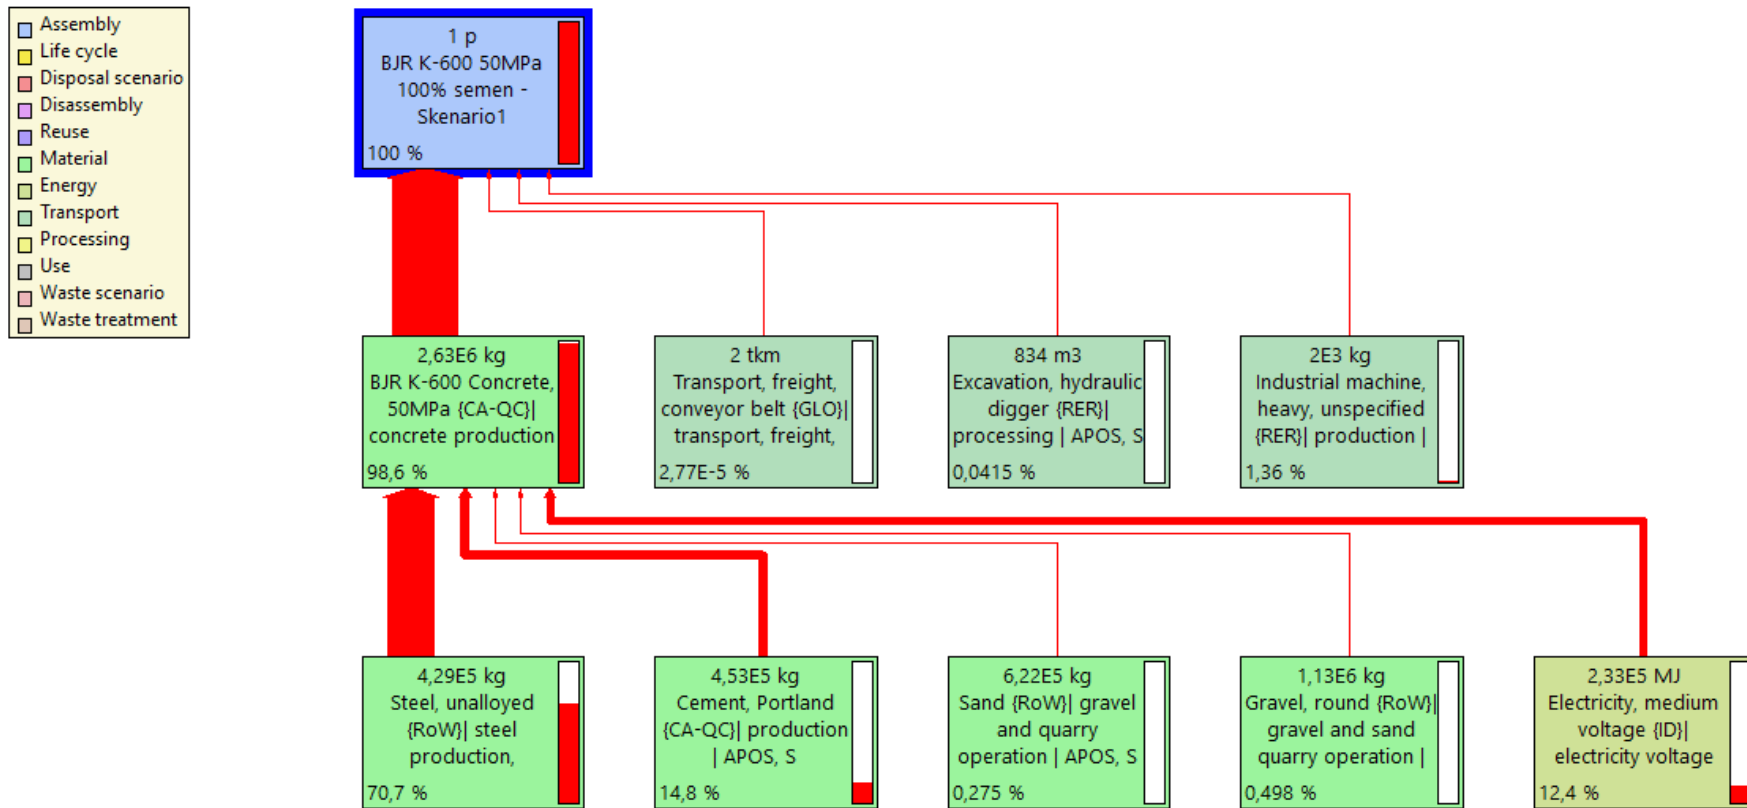 Assembly
Life cycle
Disposal scenario
Disassembly
Reuse
Material
Energy
Transport
Processing
Use
Waste scenario
Waste treatment
1 p
BJR K-600 50MPa
100% semen -
Skenario1
100 %
2,63E6 kg
BJR K-600 Concrete,
50MPa {CA-QC}|
concrete production
98,6 %
2 tkm
Transport, freight,
conveyor belt {GLO}|
transport, freight,
2,77E-5 %
834 m3
Excavation, hydraulic
digger {RER}|
processing | APOS, S
0,0415 %
2E3 kg
Industrial machine,
heavy, unspecified
{RER}| production |
1,36 %
4,29E5 kg
Steel, unalloyed
{RoW}| steel
production,
70,7 %
4,53E5 kg
Cement, Portland
{CA-QC}| production
| APOS, S
14,8 %
6,22E5 kg
Sand {RoW}| gravel
and quarry
operation | APOS, S
0,275 %
1,13E6 kg
Gravel, round {RoW}|
gravel and sand
quarry operation |
0,498 %
2,33E5 MJ
Electricity, medium
voltage {ID}|
electricity voltage
12,4 %